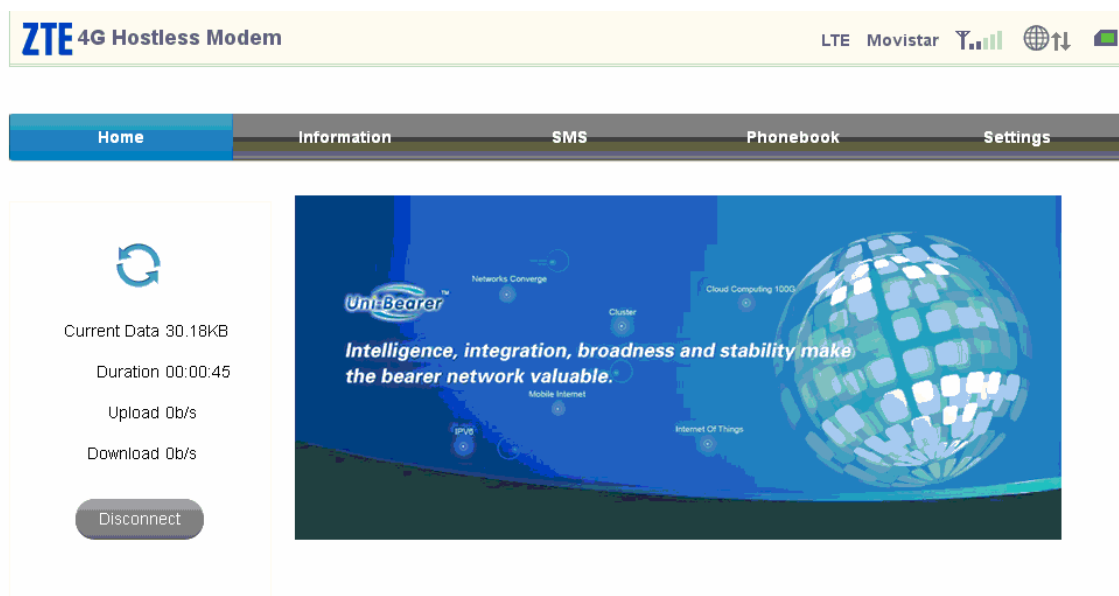 ZTE 4G Hostless Modem
LTE Movistar
Home Information SMS Phonebook Settings
Current Data 30.18KB
Duration 00:00:45
Upload 0b/s
Download 0b/s
Disconnect
Networks Converge
Cloud Computing 100G
Uni-Bearer™
Cluster
Intelligence, integration, broadness and stability make
the bearer network valuable.
Mobile Internet
IPV6
Internet Of Things